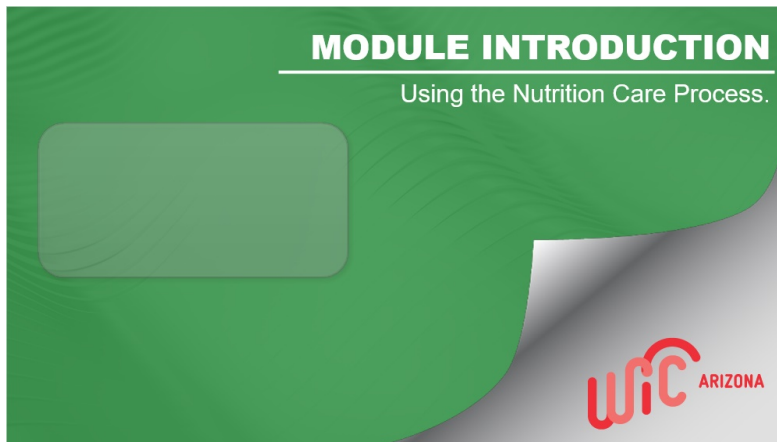 MODULE INTRODUCTION
Using the Nutrition Care Process.
WIC ARIZONA